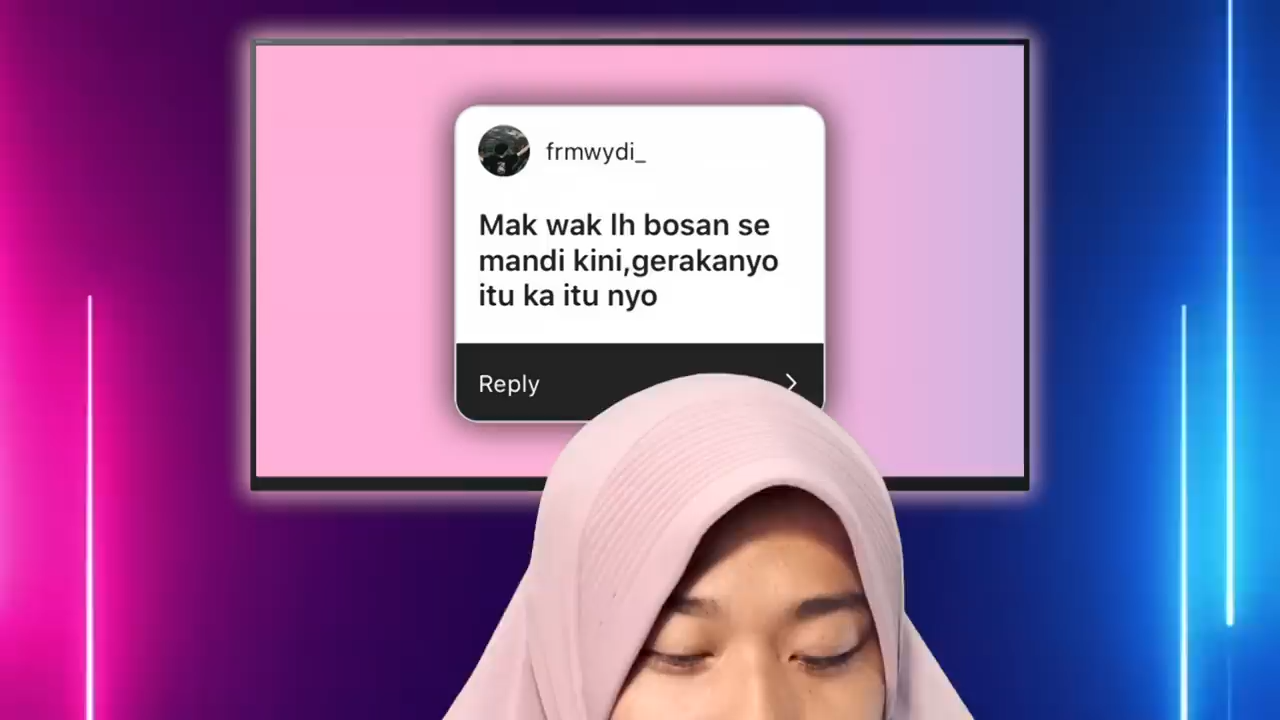 frmwydi_
Mak wak lh bosan se
mandi kini,gerakanyo
itu ka itu nyo
Reply